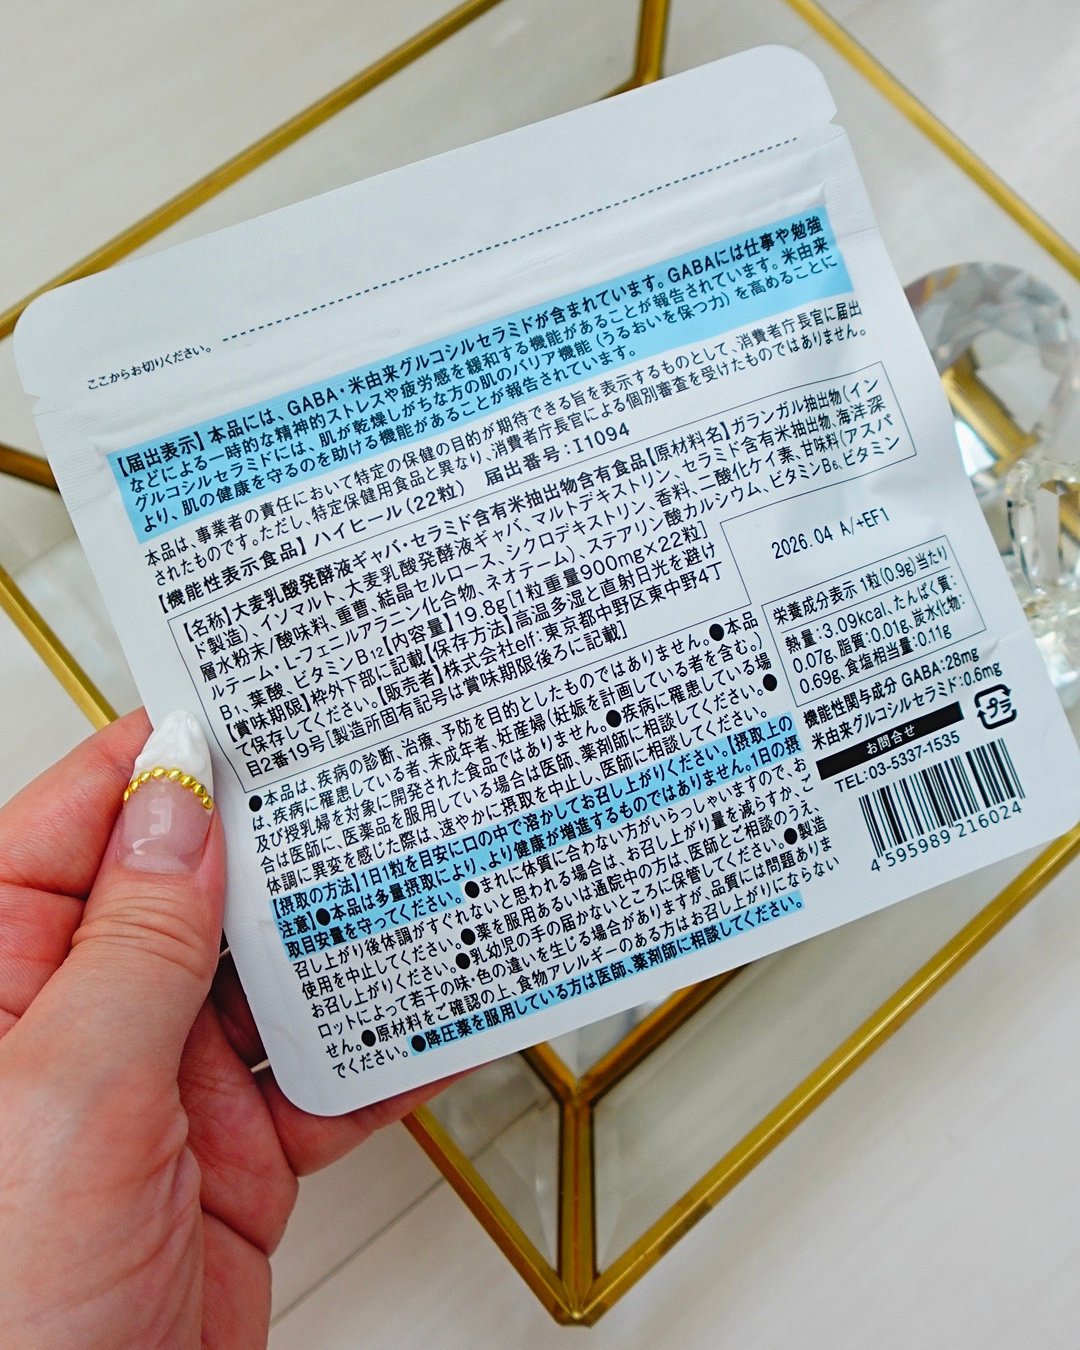 ここからお切りください。
【届出表示】本品には、GABA・米由来グルコシルセラミドが含まれています。GABAには仕事や勉強
などによる一時的な精神的ストレスや疲労感を緩和する機能があることが報告されています。米由来
グルコシルセラミドには、肌が乾燥しがちな方の肌のバリア機能(うるおいを保つ力)を高めることに
より、肌の健康を守るのを助ける機能があることが報告されています。
本品は、事業者の責任において特定の保健の目的が期待できる旨を表示するものとして、消費者庁長官に届出
されたものです。ただし、特定保健用食品と異なり、消費者庁長官による個別審査を受けたものではありません。
【機能性表示食品】ハイヒール(22粒) 届出番号:I1094
【名称】大麦乳酸発酵液ギャバ・セラミド含有米抽出物含有食品【原材料名】ガランガル抽出物(イン
ド製造)、イソマルト、大麦乳酸発酵液ギャバ、マルトデキストリン、セラミド含有米抽出物、海洋深
層水粉末/酸味料、重曹、結晶セルロース、シクロデキストリン、香料、二酸化ケイ素、甘味料(アスパ
ルテーム・L-フェニルアラニン化合物、ネオテーム)、ステアリン酸カルシウム、ビタミンB6、ビタミン
B1、葉酸、ビタミンB12【内容量】19.8g[1粒重量900mg×22粒]
【賞味期限】枠外下部に記載【保存方法】高温多湿と直射日光を避け
て保存してください。【販売者】株式会社elf:東京都中野区東中野4丁
目2番19号[製造所固有記号は賞味期限後ろに記載]
2026.04 A/+EF1
栄養成分表示 1粒(0.9g)当たり
熱量:3.09kcal、たんぱく質:
0.07g、脂質:0.01g、炭水化物:
0.69g、食塩相当量:0.11g
機能性関与成分 GABA:28mg
米由来グルコシルセラミド:0.6mg
お問合せ
TEL:03-5337-1535
プラ
4595989216024
●本品は、疾病の診断、治療、予防を目的としたものではありません。●本品
は、疾病に罹患している者、未成年者、妊産婦(妊娠を計画している者を含む。)
及び授乳婦を対象に開発された食品ではありません。●疾病に罹患している場
合は医師に、医薬品を服用している場合は医師、薬剤師に相談してください。●
体調に異変を感じた際は、速やかに摂取を中止し、医師に相談してください。
【摂取の方法】1日1粒を目安に口の中で溶かしてお召し上がりください。【摂取上の
注意】●本品は多量摂取により、より健康が増進するものではありません。1日の摂
取目安量を守ってください。●まれに体質に合わない方がいらっしゃいますので、お
召し上がり後体調がすぐれないと思われる場合は、お召し上がり量を減らすか、ご
使用を中止してください。●薬を服用あるいは通院中の方は、医師とご相談のうえ、
お召し上がりください。●乳幼児の手の届かないところに保管してください。●製造
ロットによって若干の味・色の違いを生じる場合がありますが、品質には問題ありま
せん。●原材料をご確認の上、食物アレルギーのある方はお召し上がりにならない
でください。●降圧薬を服用している方は医師、薬剤師に相談してください。